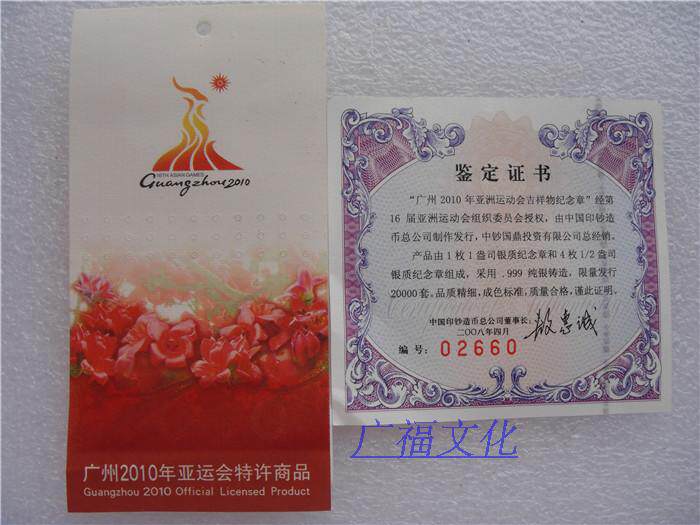 16TH ASIAN GAMES
Guangzhou 2010
广州2010年亚运会特许商品
Guangzhou 2010 Official Licensed Product
鉴定证书
“广州 2010 年亚洲运动会吉祥物纪念章”经第
16 届亚洲运动会组织委员会授权，由中国印钞造
币总公司制作发行，中钞国鼎投资有限公司总经销。
产品由 1 枚 1 盎司银质纪念章和 4 枚 1/2 盎司
银质纪念章组成，采用 .999 纯银铸造，限量发行
20000 套。品质精细，成色标准，质量合格，谨此证明。
中国印钞造币总公司董事长：
二〇〇八年四月
编号：02660
广福文化